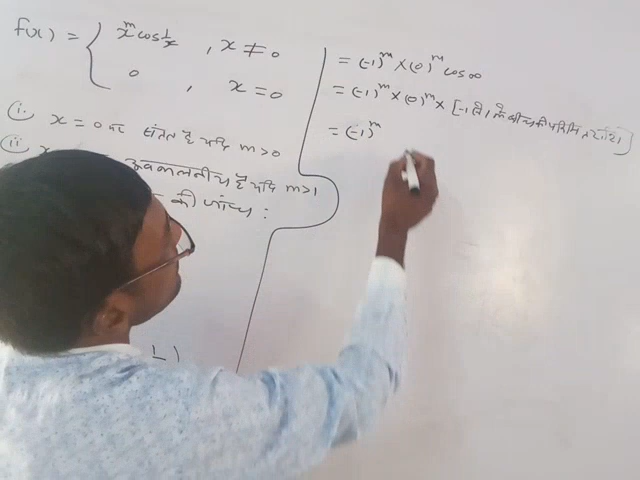 f(x) = { x^m cos 1/x , x ≠ 0
0 , x = 0
(i. x = 0 पर संतत है यदि m > 0
(ii) x अवकलनीय है यदि m > 1
की जांच :
= (-1)^m × (0)^m cos ∞
= (-1)^m × (0)^m × [-1 से 1 के बीच की परिमित राशि]
= (-1)^m